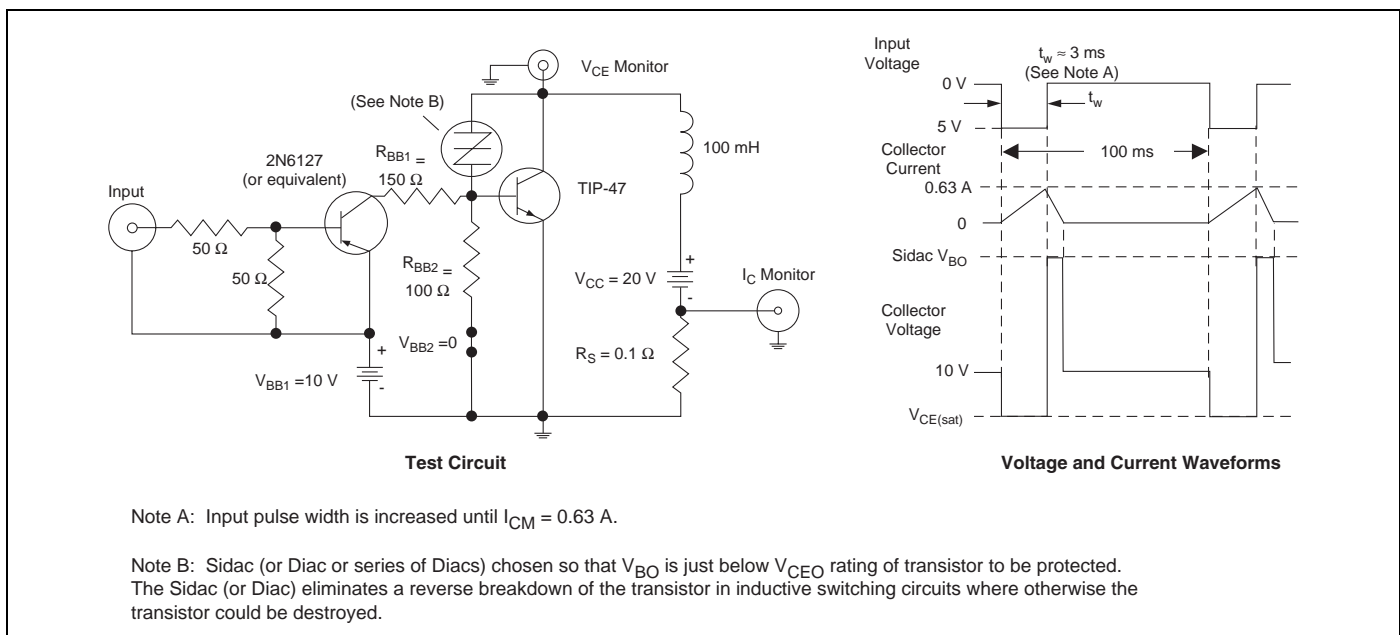 V_CE Monitor
(See Note B)
2N6127
(or equivalent)
R_BB1 =
150 Ω
Input
50 Ω
50 Ω
TIP-47
100 mH
R_BB2 =
100 Ω
V_CC = 20 V
+
-
I_C Monitor
V_BB2 =0
R_S = 0.1 Ω
+
V_BB1 =10 V
-
Test Circuit
Input
Voltage
t_w ≈ 3 ms
(See Note A)
0 V
t_w
5 V
Collector
Current
100 ms
0.63 A
0
Sidac V_BO
Collector
Voltage
10 V
V_CE(sat)
Voltage and Current Waveforms
Note A: Input pulse width is increased until I_CM = 0.63 A.
Note B: Sidac (or Diac or series of Diacs) chosen so that V_BO is just below V_CEO rating of transistor to be protected.
The Sidac (or Diac) eliminates a reverse breakdown of the transistor in inductive switching circuits where otherwise the
transistor could be destroyed.